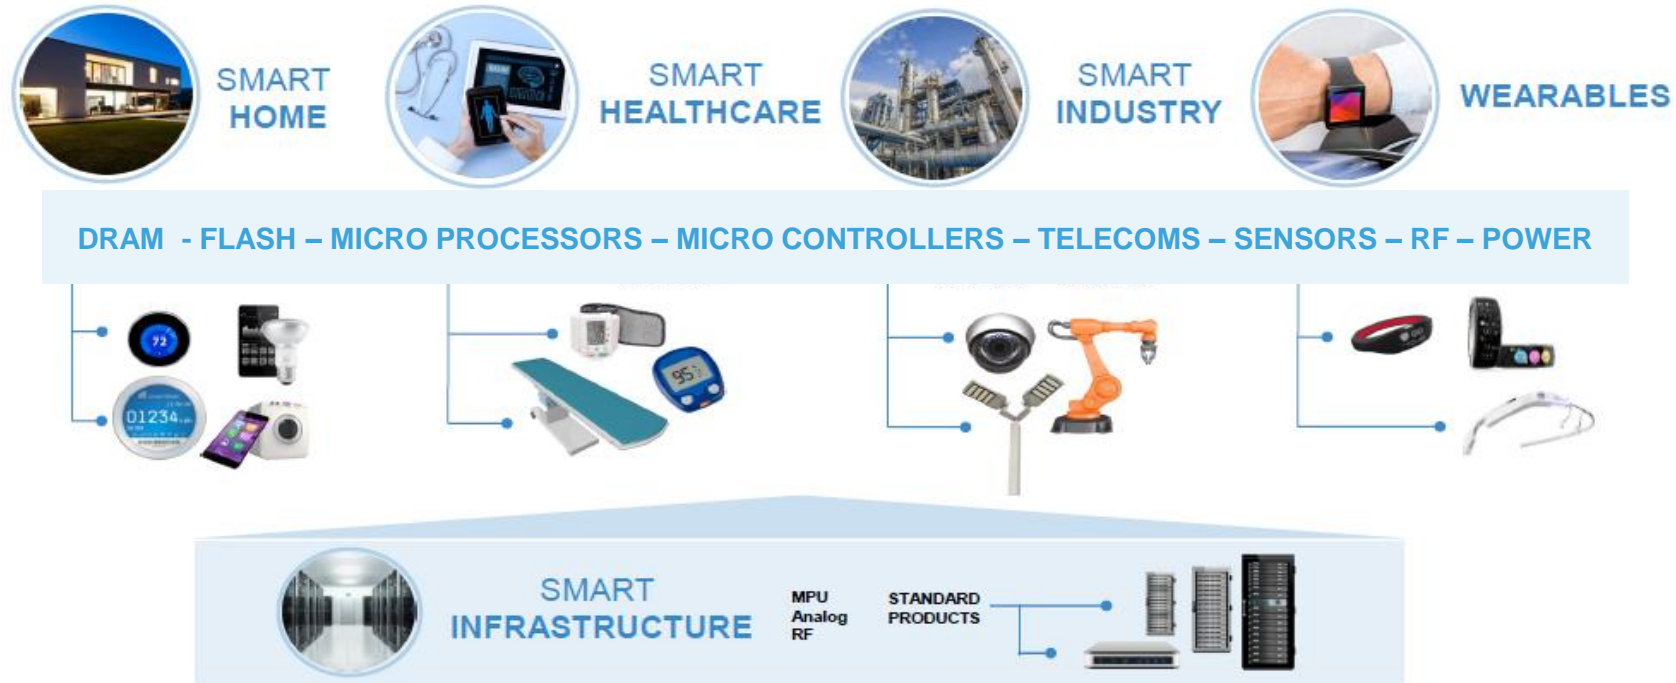 SMART
HOME
SMART
HEALTHCARE
SMART
INDUSTRY
WEARABLES
DRAM - FLASH – MICRO PROCESSORS – MICRO CONTROLLERS – TELECOMS – SENSORS – RF – POWER
72
01234
95
SMART
INFRASTRUCTURE
MPU
Analog
RF
STANDARD
PRODUCTS